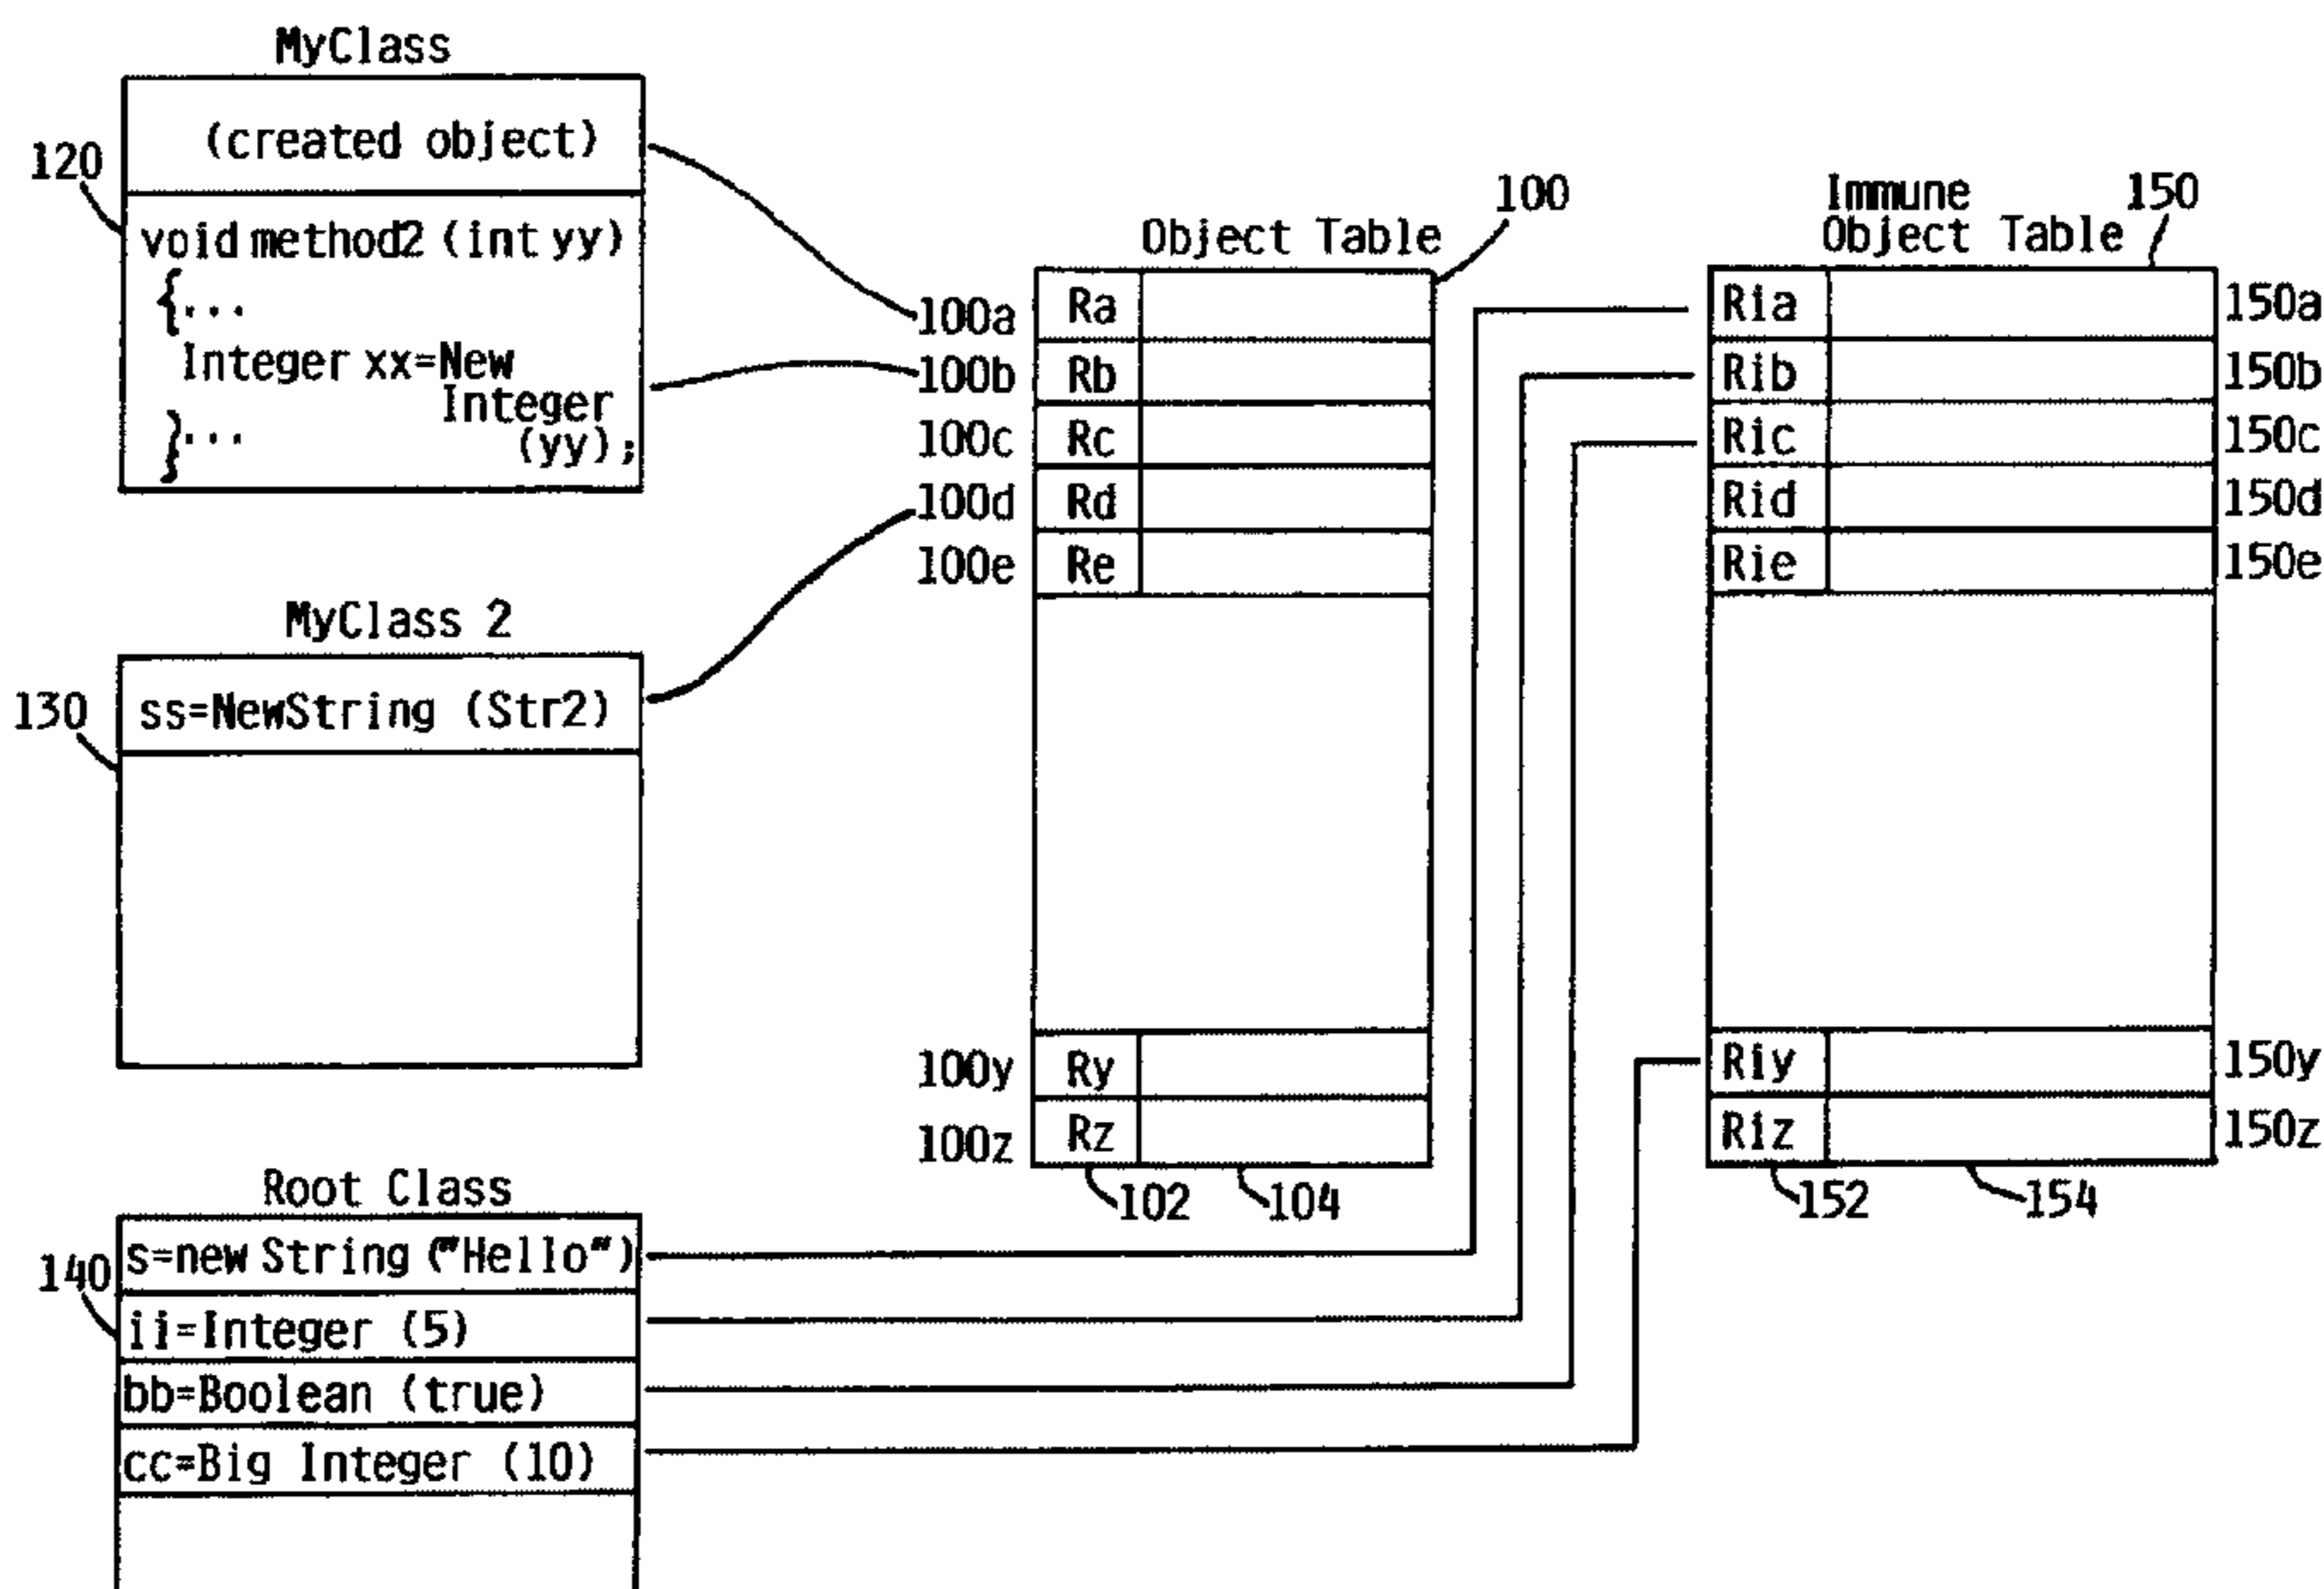 MyClass
(created object)
120
void method2 (int yy)
{...
Integer xx=New
Integer
}... (yy);
MyClass 2
130
ss=NewString (Str2)
Root Class
140
s=new String ("Hello")
ii=Integer (5)
bb=Boolean (true)
cc=Big Integer (10)
Object Table
100
100a Ra
100b Rb
100c Rc
100d Rd
100e Re
100y Ry
100z Rz
102
104
Immune
Object Table
150
Ria 150a
Rib 150b
Ric 150c
Rid 150d
Rie 150e
Riy 150y
Riz 150z
152
154